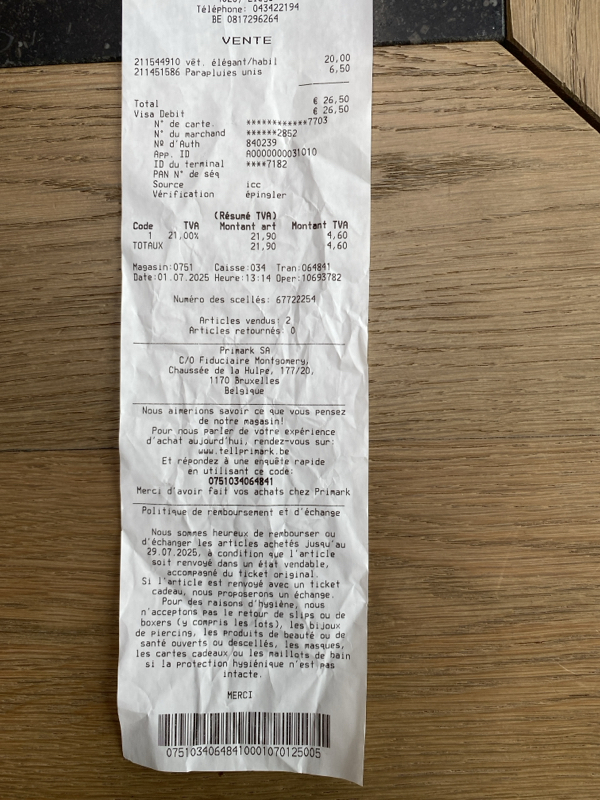 Téléphone: 043422194
BE 0817296264
VENTE
211544910 vêt. élégant/habil 20,00
211451586 Parapluies unis 6,50
Total € 26,50
Visa Debit € 26,50
N° de carte. ************7703
N° du marchand ******2852
Nº d'Auth 840239
App. ID A0000000031010
ID du terminal ****7182
PAN N° de séq
Source icc
Vérification épingler
(Résumé TVA)
Code TVA Montant art Montant TVA
1 21,00% 21,90 4,60
TOTAUX 21,90 4,60
Magasin:0751 Caisse:034 Tran:064841
Date:01.07.2025 Heure:13:14 Oper:10693782
Numéro des scellés: 67722254
Articles vendus: 2
Articles retournés: 0
Primark SA
C/O Fiduciaire Montgomery,
Chaussée de la Hulpe, 177/20,
1170 Bruxelles
Belgique
Nous aimerions savoir ce que vous pensez
de notre magasin!
Pour nous parler de votre expérience
d'achat aujourd'hui, rendez-vous sur:
www.tellprimark.be
Et répondez à une enquête rapide
en utilisant ce code:
0751034064841
Merci d'avoir fait vos achats chez Primark
Politique de remboursement et d'échange
Nous sommes heureux de rembourser ou
d'échanger les articles achetés jusqu'au
29.07.2025, à condition que l'article
soit renvoyé dans un état vendable,
accompagné du ticket original.
Si l'article est renvoyé avec un ticket
cadeau, nous proposerons un échange.
Pour des raisons d'hygiène, nous
n'acceptons pas le retour de slips ou de
boxers (y compris les lots), les bijoux
de piercing, les produits de beauté ou de
santé ouverts ou descellés, les masques,
les cartes cadeaux ou les maillots de bain
si la protection hygiénique n'est pas
intacte.
MERCI
07510340648410001070125005